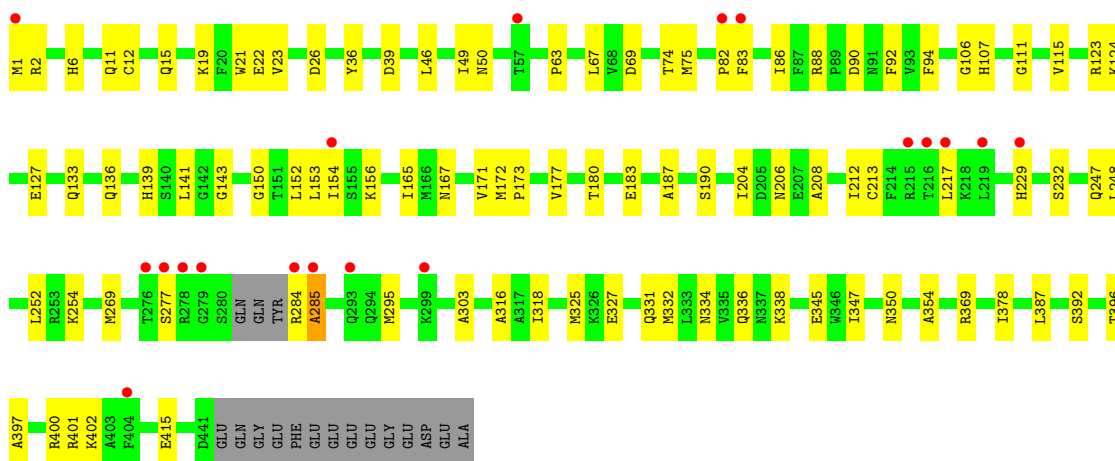 M1 R2 H6 Q11 C12 Q15 K19 F20 W21 E22 V23 D26 Y36 D39 L46 I49 N50 T57 P63 L67 V68 D69 T74 M75 P82 F83 I86 F87 R88 P89 D90 N91 F92 V93 F94 G106 H107 G111 V115 R123 K124
E127 Q133 Q136 H139 S140 L141 G142 G143 G150 T151 L152 L153 I154 S155 K156 I165 M166 N167 V171 M172 P173 V177 T180 E183 A187 S190 I204 D205 N206 E207 A208 I212 C213 F214 R215 T216 L217 K218 L219 H229 S232 Q247 L248
L252 R253 K254 M269 T276 S277 R278 G279 S280 GLN GLN TYR R284 A285 Q293 Q294 M295 K299 A303 A316 A317 I318 M325 K326 E327 Q331 M332 L333 N334 V335 Q336 N337 K338 E345 W346 I347 N350 A354 R369 I378 L387 S392 T396
A397 R400 R401 K402 A403 F404 E415 D441 GLU GLN GLY GLU PHE GLU GLU GLU GLU GLY GLU ASP GLU ALA